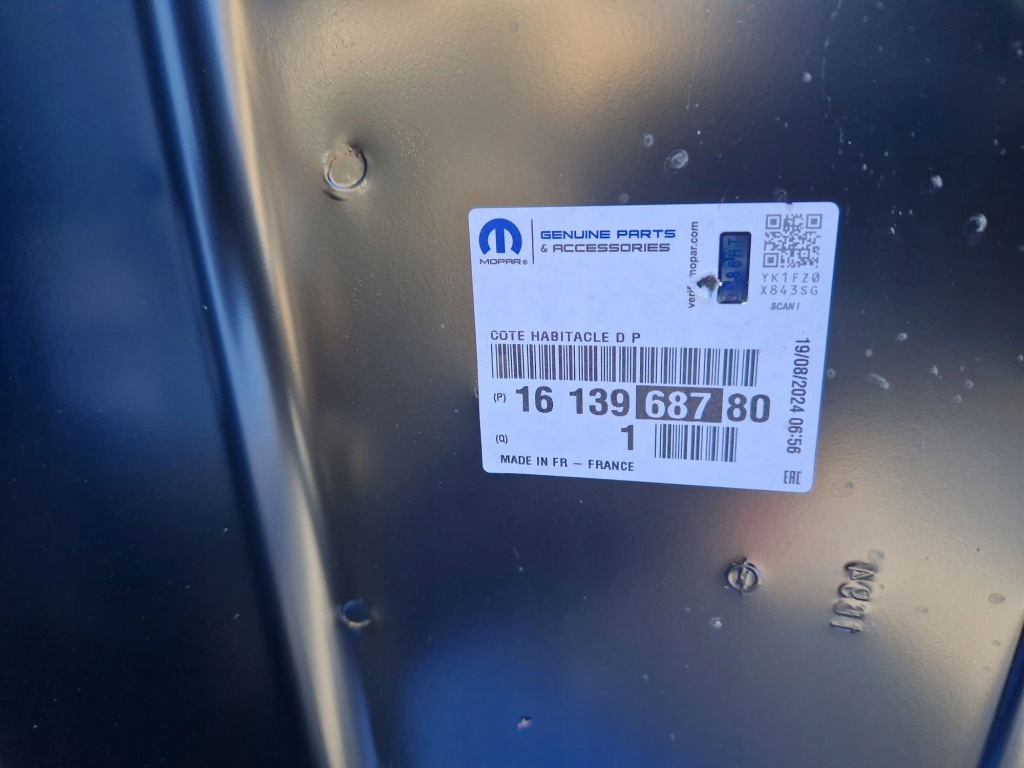 MOPAR®
GENUINE PARTS
& ACCESSORIES
mopar.com
YK1FZ0
X843SG
SCAN!
COTE HABITACLE D P
(P) 16 139 687 80
(Q) 1
MADE IN FR – FRANCE
19/08/2024 06:56
EAC